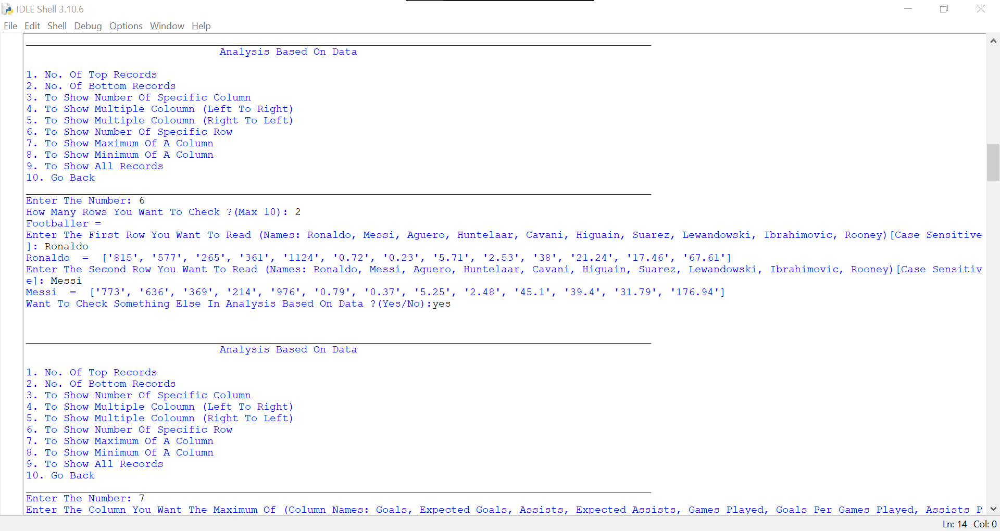 IDLE Shell 3.10.6
File Edit Shell Debug Options Window Help
Analysis Based On Data
1. No. Of Top Records
2. No. Of Bottom Records
3. To Show Number Of Specific Column
4. To Show Multiple Coloumn (Left To Right)
5. To Show Multiple Coloumn (Right To Left)
6. To Show Number Of Specific Row
7. To Show Maximum Of A Column
8. To Show Minimum Of A Column
9. To Show All Records
10. Go Back
Enter The Number: 6
How Many Rows You Want To Check ?(Max 10): 2
Footballer =
Enter The First Row You Want To Read (Names: Ronaldo, Messi, Aguero, Huntelaar, Cavani, Higuain, Suarez, Lewandowski, Ibrahimovic, Rooney)[Case Sensitive
]: Ronaldo
Ronaldo  =  ['815', '577', '265', '361', '1124', '0.72', '0.23', '5.71', '2.53', '38', '21.24', '17.46', '67.61']
Enter The Second Row You Want To Read (Names: Ronaldo, Messi, Aguero, Huntelaar, Cavani, Higuain, Suarez, Lewandowski, Ibrahimovic, Rooney)[Case Sensitiv
e]: Messi
Messi  =  ['773', '636', '369', '214', '976', '0.79', '0.37', '5.25', '2.48', '45.1', '39.4', '31.79', '176.94']
Want To Check Something Else In Analysis Based On Data ?(Yes/No):yes
Analysis Based On Data
1. No. Of Top Records
2. No. Of Bottom Records
3. To Show Number Of Specific Column
4. To Show Multiple Coloumn (Left To Right)
5. To Show Multiple Coloumn (Right To Left)
6. To Show Number Of Specific Row
7. To Show Maximum Of A Column
8. To Show Minimum Of A Column
9. To Show All Records
10. Go Back
Enter The Number: 7
Enter The Column You Want The Maximum Of (Column Names: Goals, Expected Goals, Assists, Expected Assists, Games Played, Goals Per Games Played, Assists P
Ln: 14 Col: 0